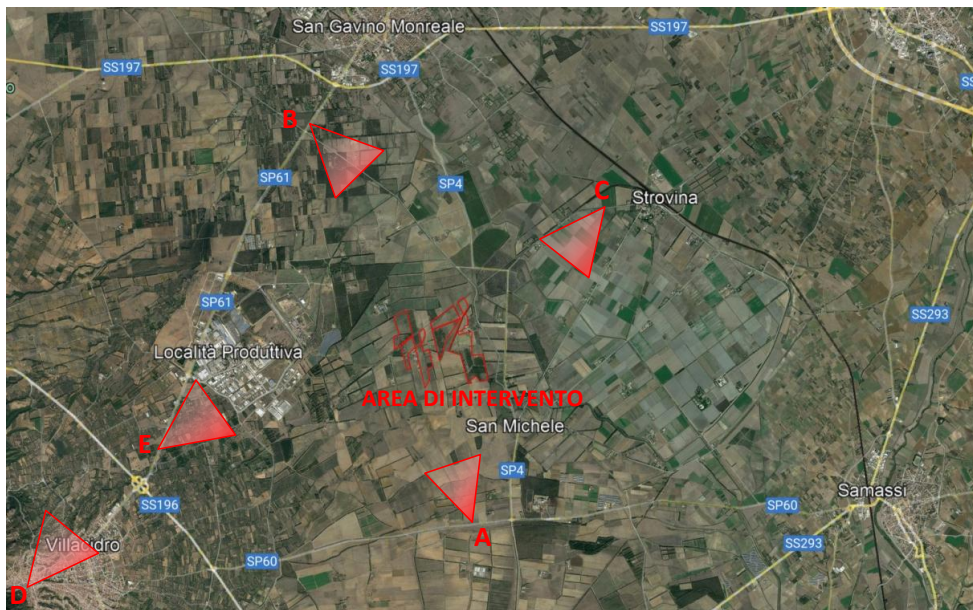 San Gavino Monreale
SS197
SS197
SS197
SS
o
B
SP61
SP4
C
Strovina
SP61
SS293
Località Produttiva
AREA DI INTERVENTO
San Michele
E
SP4
Samassi
SS196
SP60
A
SS293
Villacidro
SP60
D